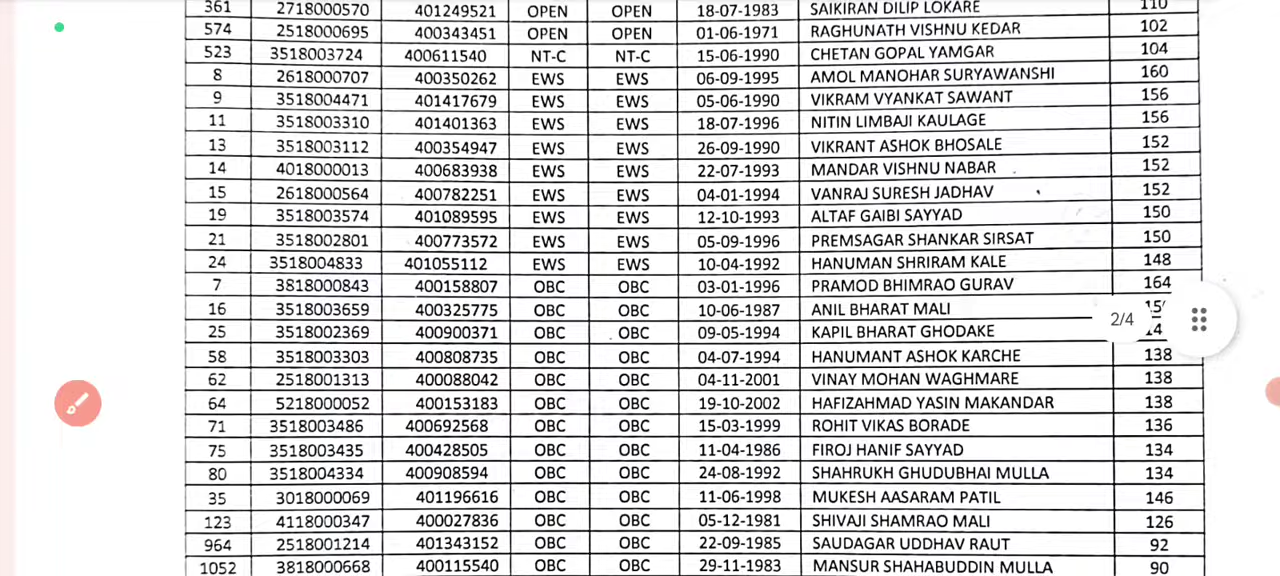 361 2718000570 401249521 OPEN OPEN 18-07-1983 SAIKIRAN DILIP LOKARE 110
574 2518000695 400343451 OPEN OPEN 01-06-1971 RAGHUNATH VISHNU KEDAR 102
523 3518003724 400611540 NT-C NT-C 15-06-1990 CHETAN GOPAL YAMGAR 104
8 2618000707 400350262 EWS EWS 06-09-1995 AMOL MANOHAR SURYAWANSHI 160
9 3518004471 401417679 EWS EWS 05-06-1990 VIKRAM VYANKAT SAWANT 156
11 3518003310 401401363 EWS EWS 18-07-1996 NITIN LIMBAJI KAULAGE 156
13 3518003112 400354947 EWS EWS 26-09-1990 VIKRANT ASHOK BHOSALE 152
14 4018000013 400683938 EWS EWS 22-07-1993 MANDAR VISHNU NABAR 152
15 2618000564 400782251 EWS EWS 04-01-1994 VANRAJ SURESH JADHAV 152
19 3518003574 401089595 EWS EWS 12-10-1993 ALTAF GAIBI SAYYAD 150
21 3518002801 400773572 EWS EWS 05-09-1996 PREMSAGAR SHANKAR SIRSAT 150
24 3518004833 401055112 EWS EWS 10-04-1992 HANUMAN SHRIRAM KALE 148
7 3818000843 400158807 OBC OBC 03-01-1996 PRAMOD BHIMRAO GURAV 164
16 3518003659 400325775 OBC OBC 10-06-1987 ANIL BHARAT MALI
2/4
25 3518002369 400900371 OBC OBC 09-05-1994 KAPIL BHARAT GHODAKE
58 3518003303 400808735 OBC OBC 04-07-1994 HANUMANT ASHOK KARCHE 138
62 2518001313 400088042 OBC OBC 04-11-2001 VINAY MOHAN WAGHMARE 138
64 5218000052 400153183 OBC OBC 19-10-2002 HAFIZAHMAD YASIN MAKANDAR 138
71 3518003486 400692568 OBC OBC 15-03-1999 ROHIT VIKAS BORADE 136
75 3518003435 400428505 OBC OBC 11-04-1986 FIROJ HANIF SAYYAD 134
80 3518004334 400908594 OBC OBC 24-08-1992 SHAHRUKH GHUDUBHAI MULLA 134
35 3018000069 401196616 OBC OBC 11-06-1998 MUKESH AASARAM PATIL 146
123 4118000347 400027836 OBC OBC 05-12-1981 SHIVAJI SHAMRAO MALI 126
964 2518001214 401343152 OBC OBC 22-09-1985 SAUDAGAR UDDHAV RAUT 92
1052 3818000668 400115540 OBC OBC 29-11-1983 MANSUR SHAHABUDDIN MULLA 90